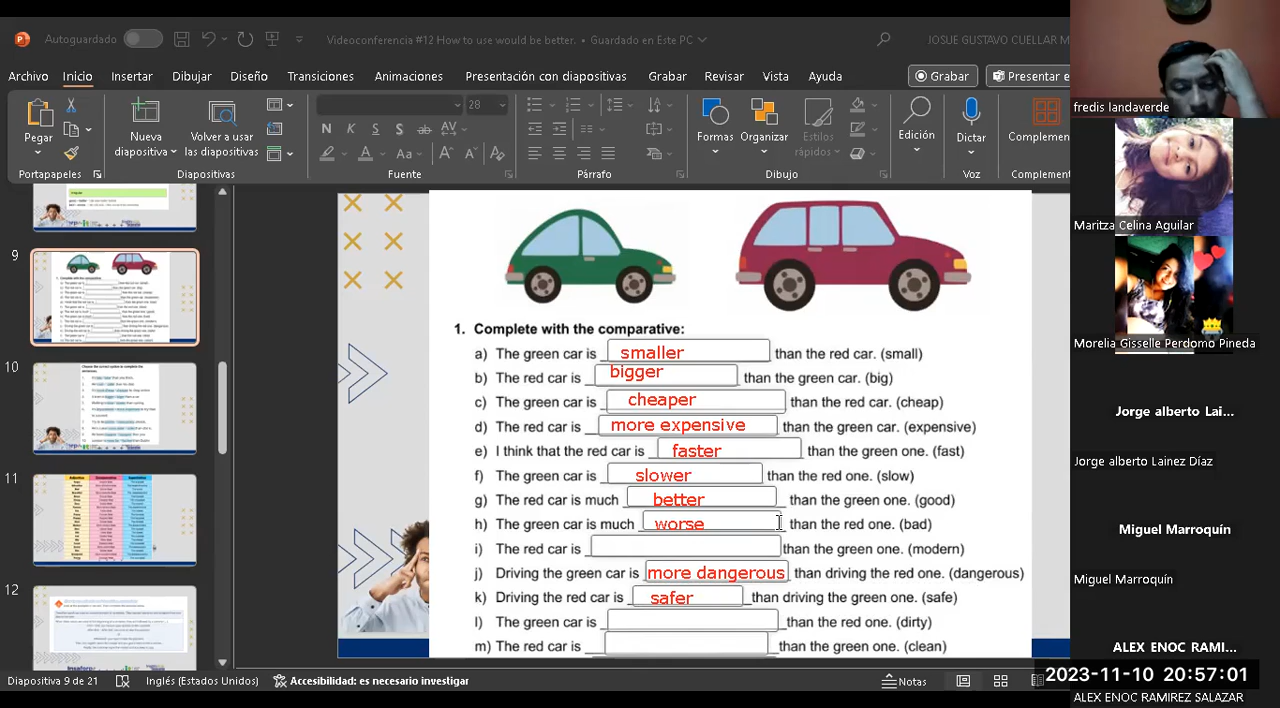 Autoguardado
Videoconferencia #12 How to use would be better. • Guardado en Este PC
JOSUE GUSTAVO CUELLAR M
Archivo Inicio Insertar Dibujar Diseño Transiciones Animaciones Presentación con diapositivas Grabar Revisar Vista Ayuda
Grabar
Presentar e
Pegar
Nueva diapositiva
Volver a usar las diapositivas
28
N K S S ab AV
Aa
Formas
Organizar
Estilos rápidos
Edición
Dictar
Complemen
Portapapeles
Diapositivas
Fuente
Párrafo
Dibujo
Voz
Complement
9
10
11
12
1. Complete with the comparative:
a) The green car is smaller than the red car. (small)
b) The red car is bigger than the green car. (big)
c) The green car is cheaper than the red car. (cheap)
d) The red car is more expensive than the green car. (expensive)
e) I think that the red car is faster than the green one. (fast)
f) The green car is slower than the red one. (slow)
g) The red car is much better than the green one. (good)
h) The green car is much worse than the red one. (bad)
i) The red car is than the green one. (modern)
j) Driving the green car is more dangerous than driving the red one. (dangerous)
k) Driving the red car is safer than driving the green one. (safe)
l) The green car is than the red one. (dirty)
m) The red car is than the green one. (clean)
Diapositiva 9 de 21
Inglés (Estados Unidos)
Accesibilidad: es necesario investigar
Notas
fredis landaverde
Maritza Celina Aguilar
Morelia Gisselle Perdomo Pineda
Jorge alberto Lai...
Jorge alberto Lainez Díaz
Miguel Marroquín
Miguel Marroquín
ALEX ENOC RAMI...
2023-11-10 20:57:01
ALEX ENOC RAMIREZ SALAZAR